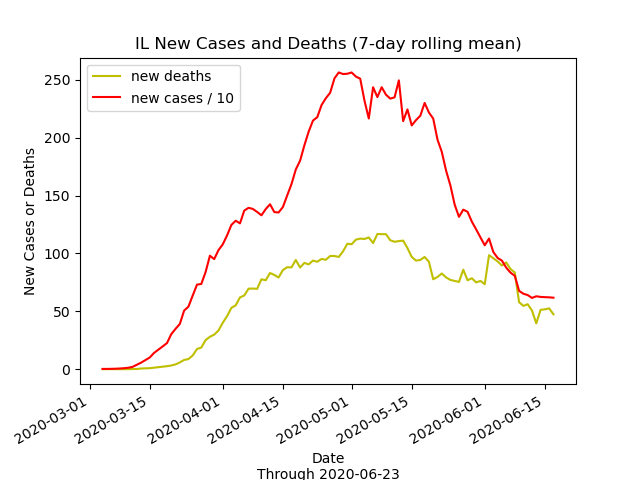 IL New Cases and Deaths (7-day rolling mean)
new deaths
new cases / 10
New Cases or Deaths
250
200
150
100
50
0
2020-03-01
2020-03-15
2020-04-01
2020-04-15
2020-05-01
2020-05-15
2020-06-01
2020-06-15
Date
Through 2020-06-23